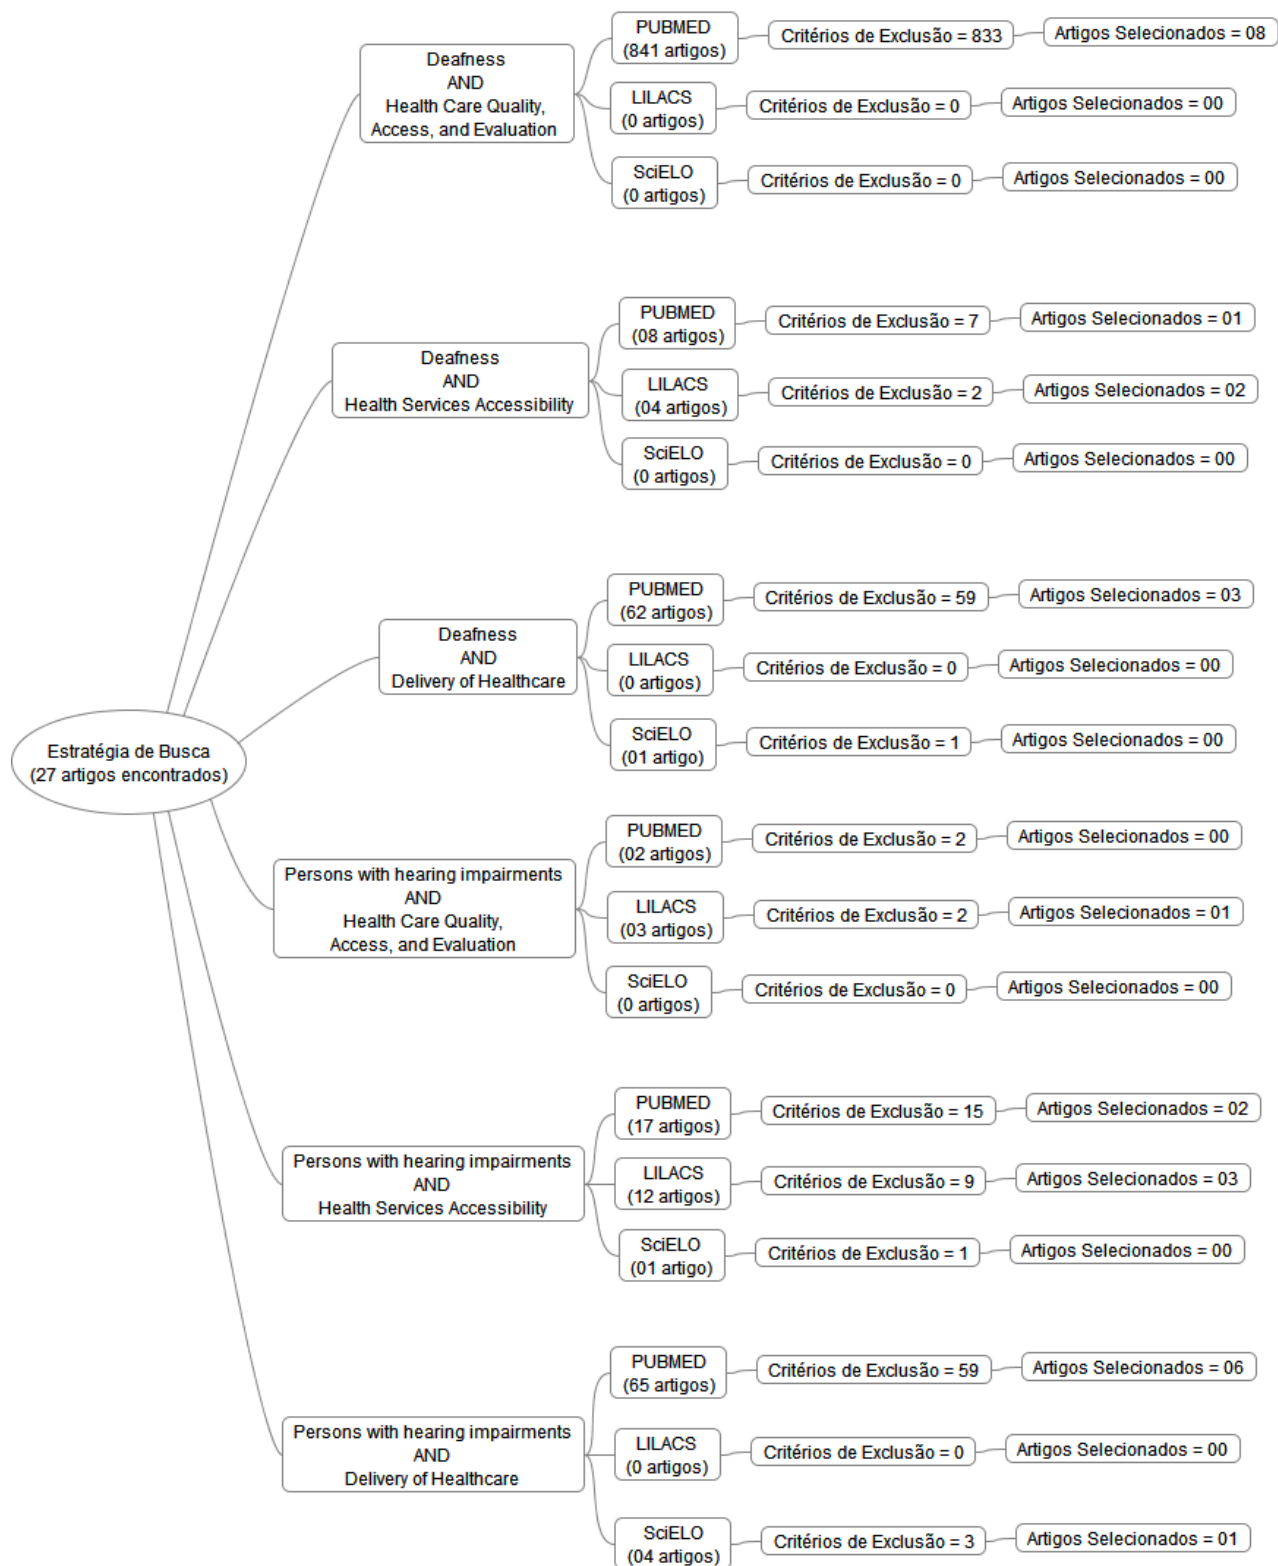 Estratégia de Busca
(27 artigos encontrados)
Deafness
AND
Health Care Quality,
Access, and Evaluation
PUBMED
(841 artigos)
Critérios de Exclusão = 833
Artigos Selecionados = 08
LILACS
(0 artigos)
Critérios de Exclusão = 0
Artigos Selecionados = 00
SciELO
(0 artigos)
Critérios de Exclusão = 0
Artigos Selecionados = 00
Deafness
AND
Health Services Accessibility
PUBMED
(08 artigos)
Critérios de Exclusão = 7
Artigos Selecionados = 01
LILACS
(04 artigos)
Critérios de Exclusão = 2
Artigos Selecionados = 02
SciELO
(0 artigos)
Critérios de Exclusão = 0
Artigos Selecionados = 00
Deafness
AND
Delivery of Healthcare
PUBMED
(62 artigos)
Critérios de Exclusão = 59
Artigos Selecionados = 03
LILACS
(0 artigos)
Critérios de Exclusão = 0
Artigos Selecionados = 00
SciELO
(01 artigo)
Critérios de Exclusão = 1
Artigos Selecionados = 00
Persons with hearing impairments
AND
Health Care Quality,
Access, and Evaluation
PUBMED
(02 artigos)
Critérios de Exclusão = 2
Artigos Selecionados = 00
LILACS
(03 artigos)
Critérios de Exclusão = 2
Artigos Selecionados = 01
SciELO
(0 artigos)
Critérios de Exclusão = 0
Artigos Selecionados = 00
Persons with hearing impairments
AND
Health Services Accessibility
PUBMED
(17 artigos)
Critérios de Exclusão = 15
Artigos Selecionados = 02
LILACS
(12 artigos)
Critérios de Exclusão = 9
Artigos Selecionados = 03
SciELO
(01 artigo)
Critérios de Exclusão = 1
Artigos Selecionados = 00
Persons with hearing impairments
AND
Delivery of Healthcare
PUBMED
(65 artigos)
Critérios de Exclusão = 59
Artigos Selecionados = 06
LILACS
(0 artigos)
Critérios de Exclusão = 0
Artigos Selecionados = 00
SciELO
(04 artigos)
Critérios de Exclusão = 3
Artigos Selecionados = 01